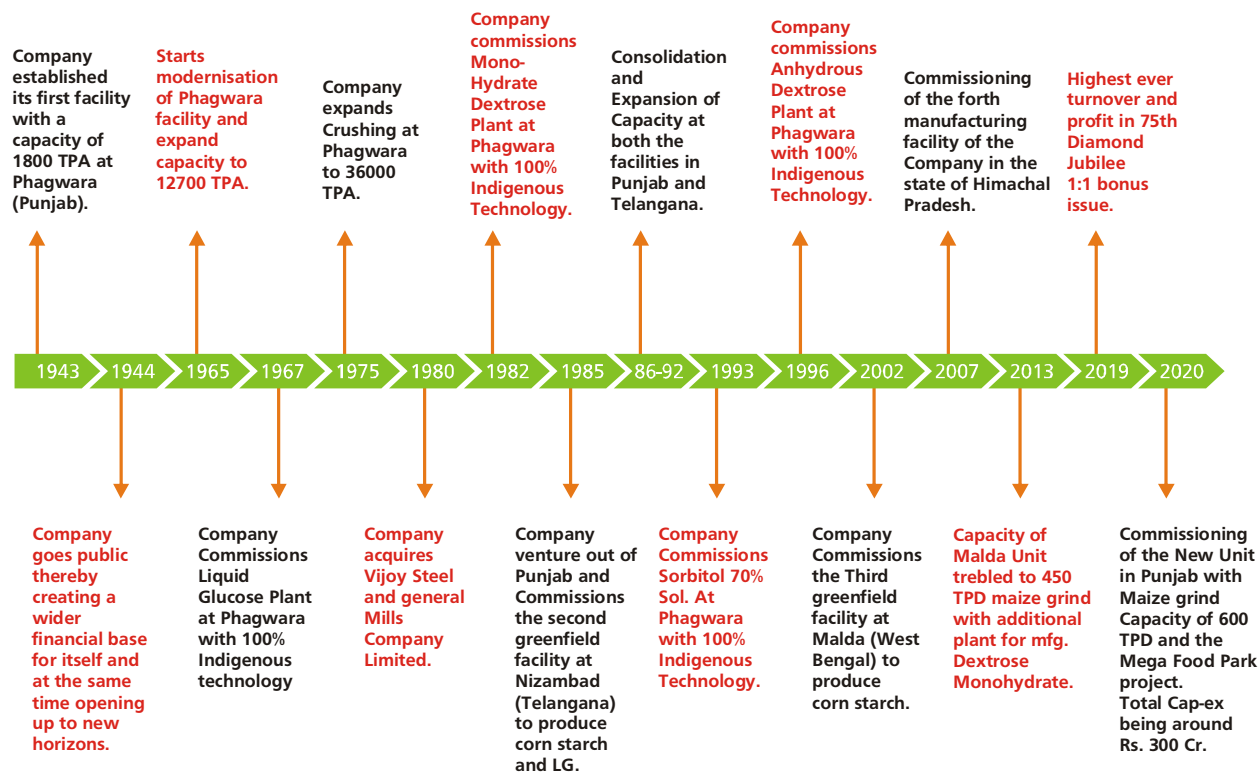 Company
established
its first facility
with a
capacity of
1800 TPA at
Phagwara
(Punjab).
Starts
modernisation
of Phagwara
facility and
expand
capacity to
12700 TPA.
Company
expands
Crushing at
Phagwara
to 36000
TPA.
Company
commissions
Mono-
Hydrate
Dextrose
Plant at
Phagwara
with 100%
Indigenous
Technology.
Consolidation
and
Expansion of
Capacity at
both the
facilities in
Punjab and
Telangana.
Company
commissions
Anhydrous
Dextrose
Plant at
Phagwara
with 100%
Indigenous
Technology.
Commissioning
of the forth
manufacturing
facility of the
Company in the
state of Himachal
Pradesh.
Highest ever
turnover and
profit in 75th
Diamond
Jubilee
1:1 bonus
issue.
1943 1944 1965 1967 1975 1980 1982 1985 86-92 1993 1996 2002 2007 2013 2019 2020
Company
goes public
thereby
creating a
wider
financial base
for itself and
at the same
time opening
up to new
horizons.
Company
Commissions
Liquid
Glucose Plant
at Phagwara
with 100%
Indigenous
technology
Company
acquires
Vijoy Steel
and general
Mills
Company
Limited.
Company
venture out of
Punjab and
Commissions
the second
greenfield
facility at
Nizambad
(Telangana)
to produce
corn starch
and LG.
Company
Commissions
Sorbitol 70%
Sol. At
Phagwara
with 100%
Indigenous
Technology.
Company
Commissions
the Third
greenfield
facility at
Malda (West
Bengal) to
produce
corn starch.
Capacity of
Malda Unit
trebled to 450
TPD maize grind
with additional
plant for mfg.
Dextrose
Monohydrate.
Commissioning
of the New Unit
in Punjab with
Maize grind
Capacity of 600
TPD and the
Mega Food Park
project.
Total Cap-ex
being around
Rs. 300 Cr.